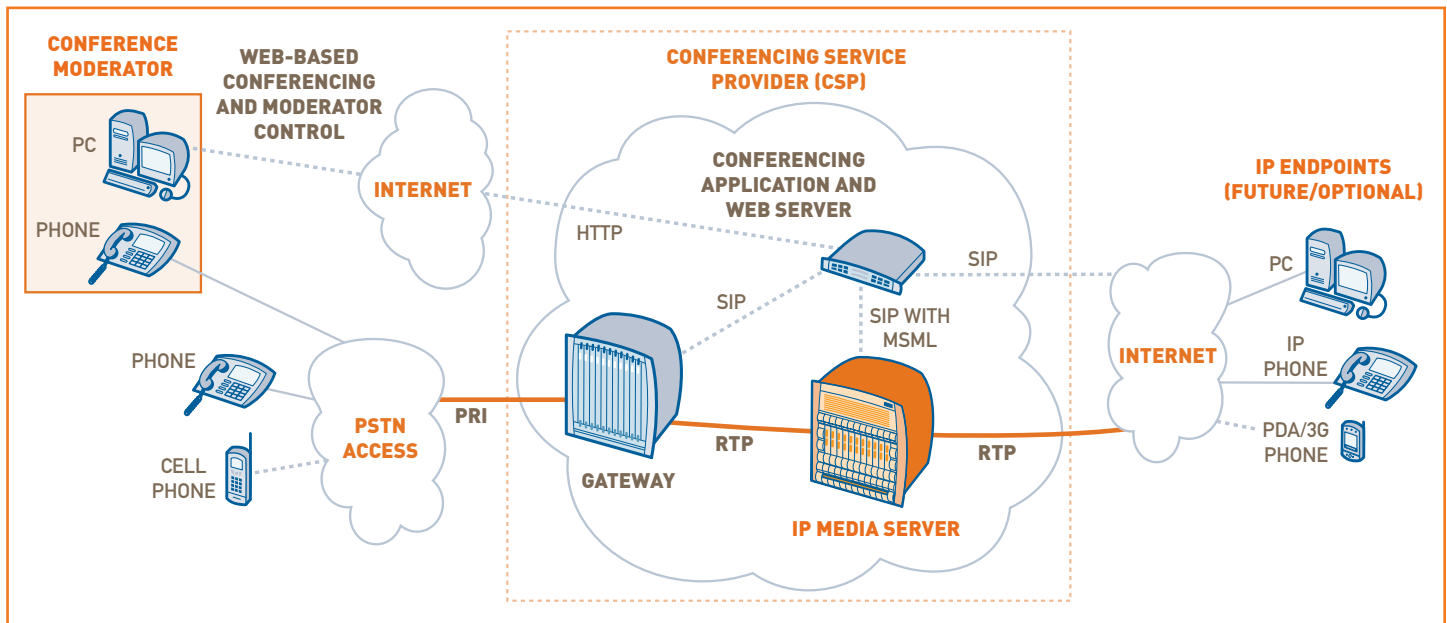 CONFERENCE
MODERATOR
PC
PHONE
WEB-BASED
CONFERENCING
AND MODERATOR
CONTROL
INTERNET
CONFERENCING SERVICE
PROVIDER (CSP)
CONFERENCING
APPLICATION AND
WEB SERVER
HTTP
SIP
SIP
SIP WITH
MSML
IP ENDPOINTS
(FUTURE/OPTIONAL)
PC
IP
PHONE
PDA/3G
PHONE
INTERNET
PHONE
CELL
PHONE
PSTN
ACCESS
PRI
GATEWAY
RTP
IP MEDIA SERVER
RTP